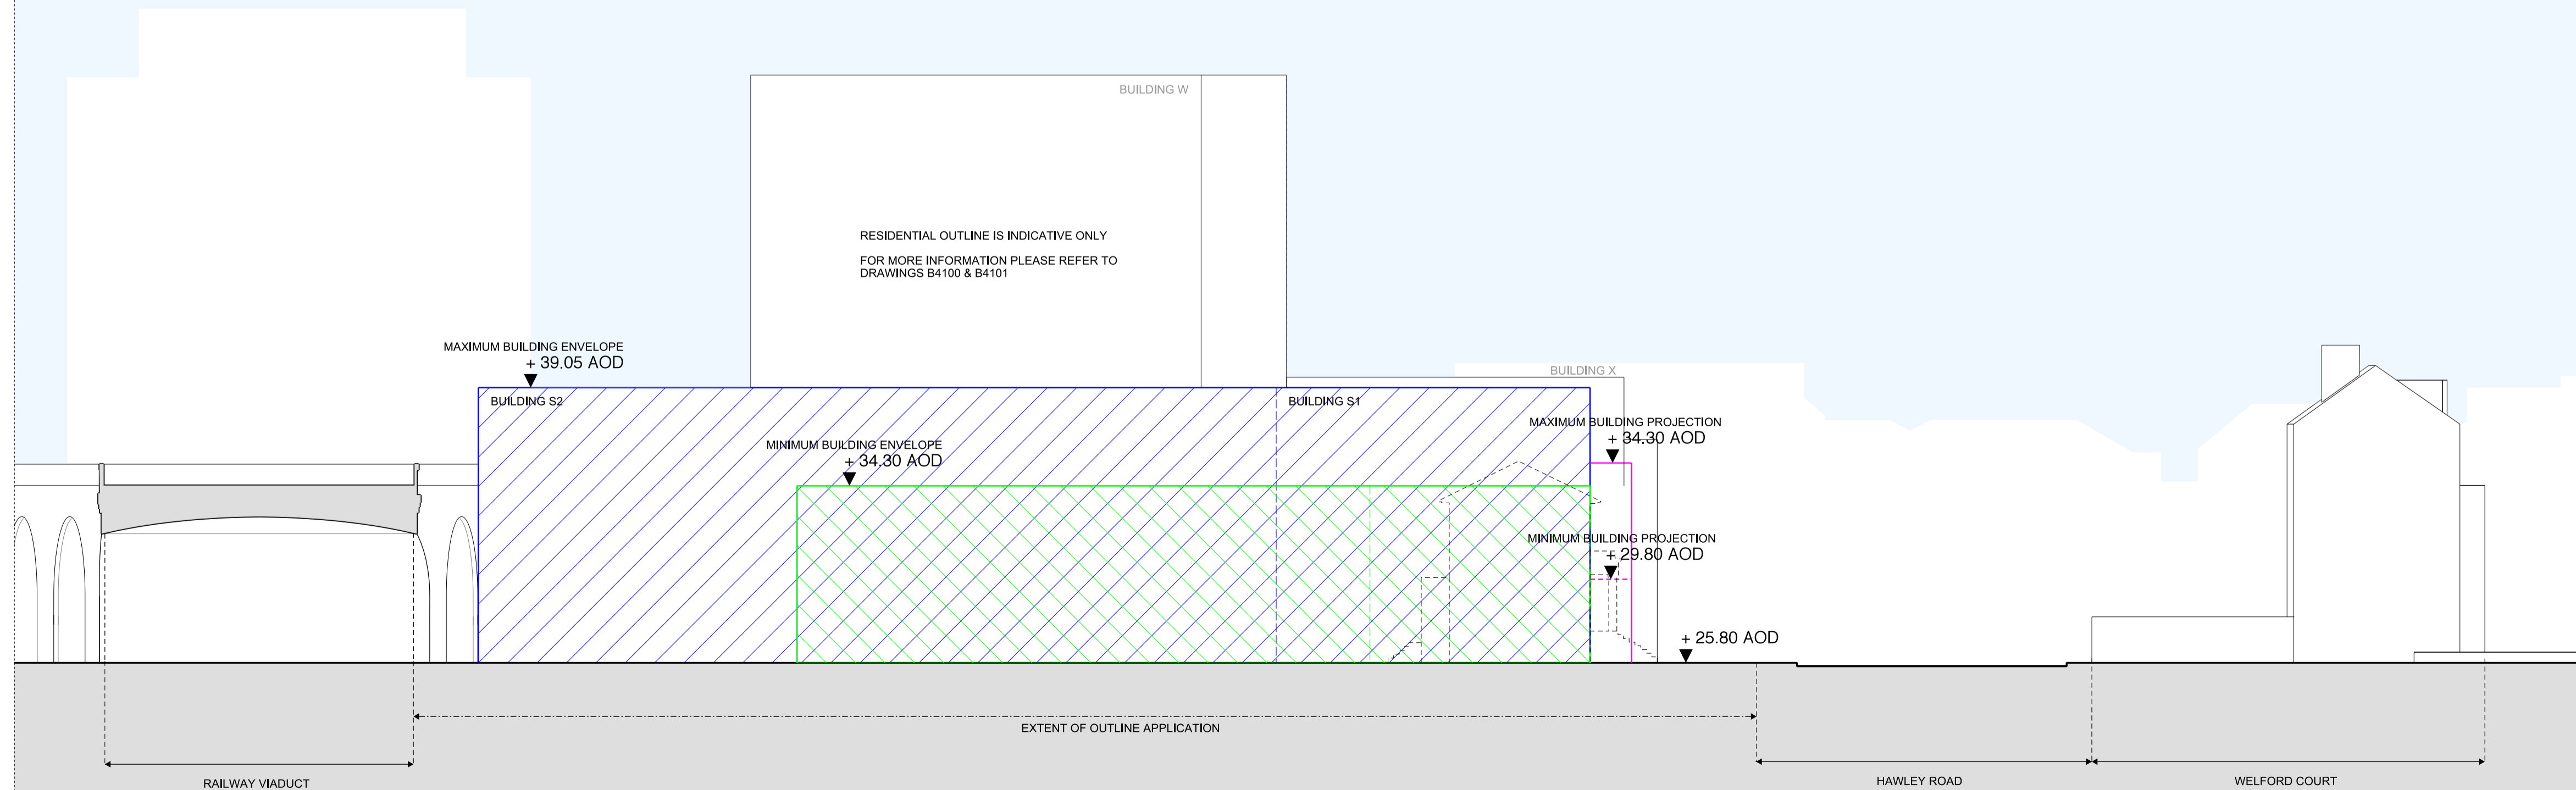 BUILDING W
RESIDENTIAL OUTLINE IS INDICATIVE ONLY
FOR MORE INFORMATION PLEASE REFER TO
DRAWINGS B4100 & B4101
MAXIMUM BUILDING ENVELOPE
+ 39.05 AOD
BUILDING X
BUILDING S2
BUILDING S1
MAXIMUM BUILDING PROJECTION
+ 34.30 AOD
MINIMUM BUILDING ENVELOPE
+ 34.30 AOD
MINIMUM BUILDING PROJECTION
+ 29.80 AOD
+ 25.80 AOD
EXTENT OF OUTLINE APPLICATION
RAILWAY VIADUCT
HAWLEY ROAD
WELFORD COURT